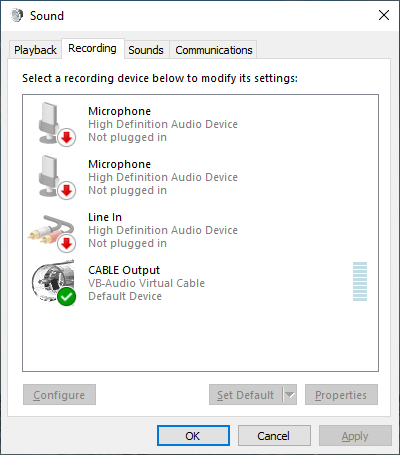 Sound
Playback Recording Sounds Communications
Select a recording device below to modify its settings:
Microphone
High Definition Audio Device
Not plugged in
Microphone
High Definition Audio Device
Not plugged in
Line In
High Definition Audio Device
Not plugged in
CABLE Output
VB-Audio Virtual Cable
Default Device
Configure Set Default Properties
OK Cancel Apply